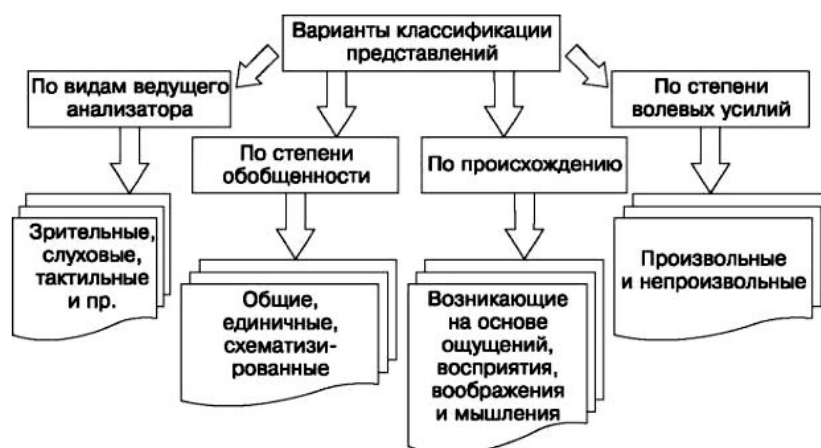 Варианты классификации
представлений
По видам ведущего
анализатора
По степени
волевых усилий
По степени
обобщенности
По происхождению
Зрительные,
слуховые,
тактильные
и пр.
Общие,
единичные,
схематизи-
рованные
Возникающие
на основе
ощущений,
восприятия,
воображения
и мышления
Произвольные
и непроизвольные